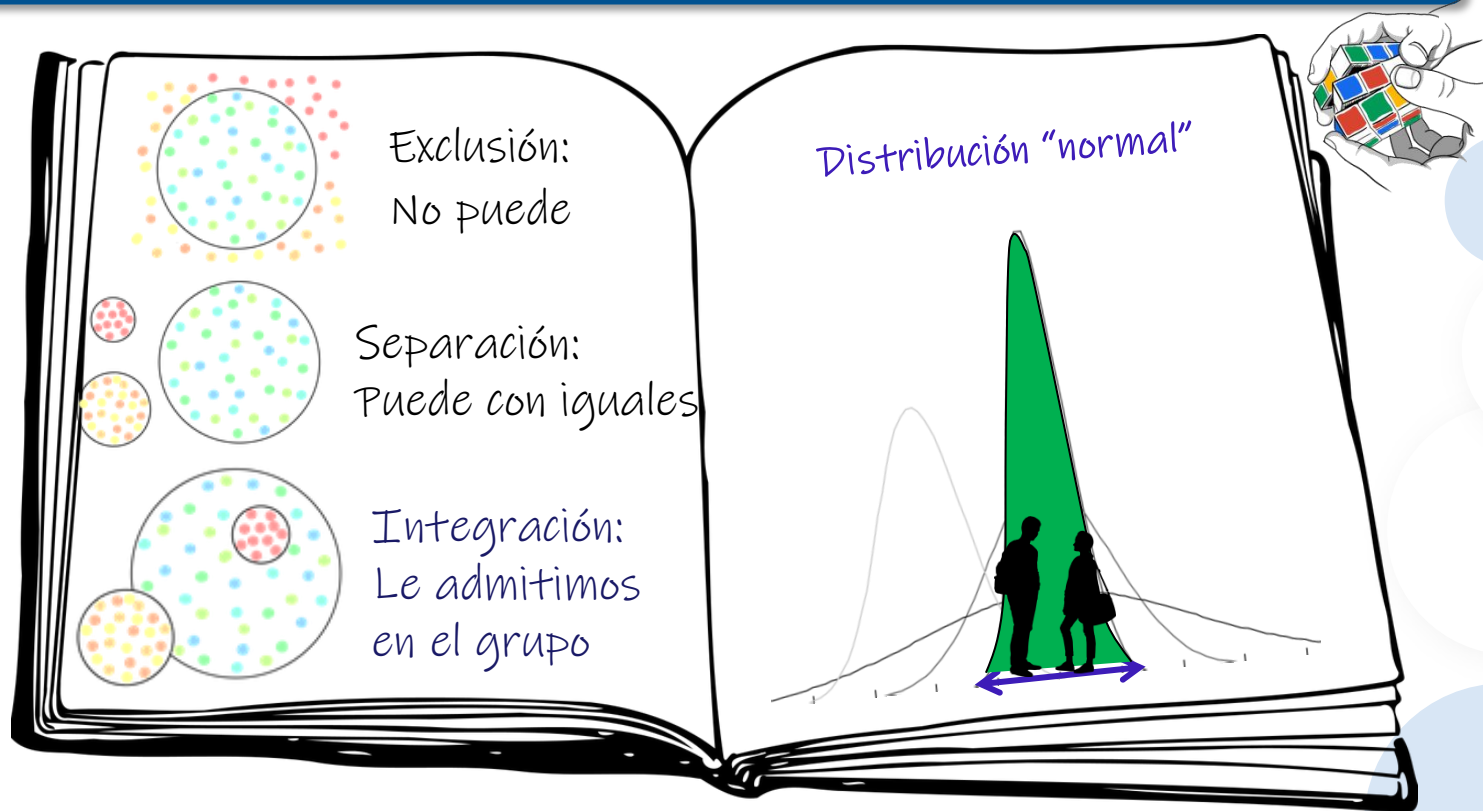 Exclusión:
No puede
Separación:
Puede con iguales
Integración:
Le admitimos
en el grupo
Distribución “normal”